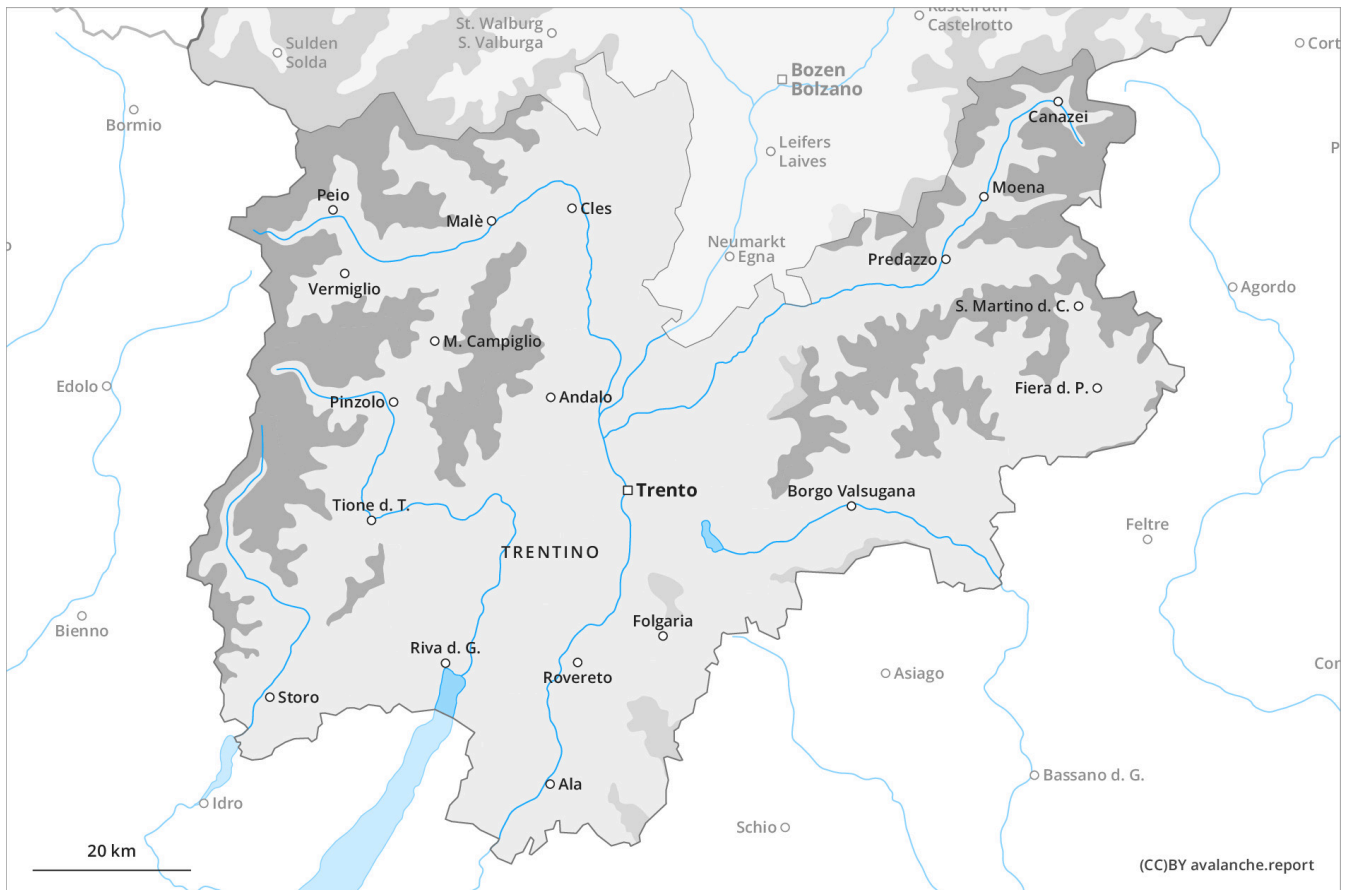 St. Walburg
S. Valburga
Kastelruth
Castelrotto
Sulden
Solda
Cort
Bozen
Bolzano
Bormio
Canazei
Leifers
Laives
P
Peio
Moena
Malè
Cles
Neumarkt
Egna
Predazzo
Vermiglio
Agordo
S. Martino d. C.
M. Campiglio
Edolo
Fiera d. P.
Andalo
Pinzolo
Trento
Borgo Valsugana
Tione d. T.
Feltre
TRENTINO
Folgaria
Bienno
Riva d. G.
Cor
Rovereto
Asiago
Storo
Bassano d. G.
Ala
Idro
Schio
20 km
(CC)BY avalanche.report